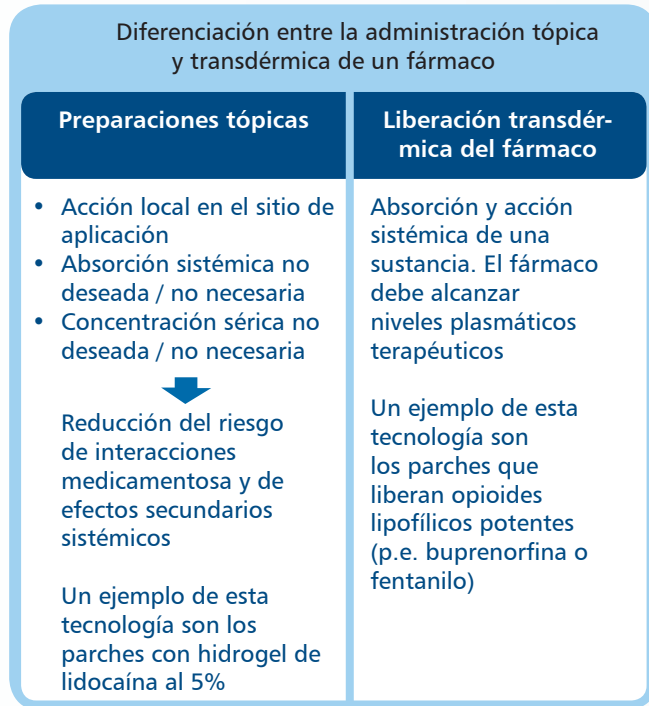 Diferenciación entre la administración tópica
y transdérmica de un fármaco
Preparaciones tópicas
• Acción local en el sitio de
aplicación
• Absorción sistémica no
deseada / no necesaria
• Concentración sérica no
deseada / no necesaria
Reducción del riesgo
de interacciones
medicamentosa y de
efectos secundarios
sistémicos
Un ejemplo de esta
tecnología son los
parches con hidrogel de
lidocaína al 5%
Liberación transdér-
mica del fármaco
Absorción y acción
sistémica de una
sustancia. El fármaco
debe alcanzar
niveles plasmáticos
terapéuticos
Un ejemplo de esta
tecnología son
los parches que
liberan opioides
lipofílicos potentes
(p.e. buprenorfina o
fentanilo)